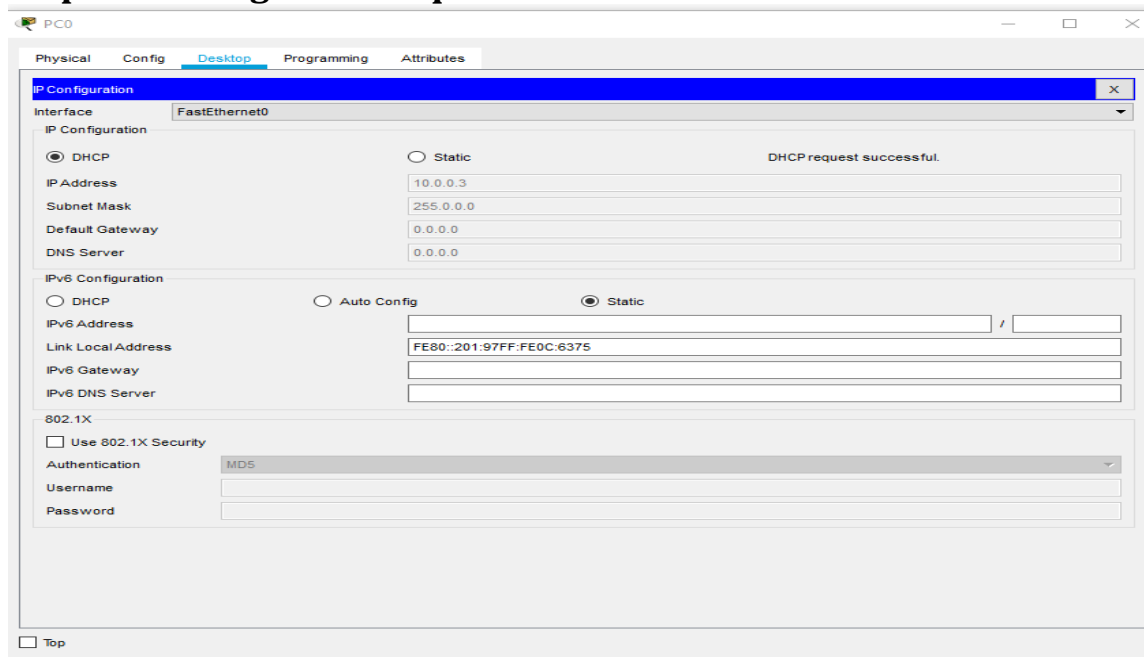 PC0
Physical Config Desktop Programming Attributes
IP Configuration X
Interface FastEthernet0
IP Configuration
DHCP Static DHCP request successful.
IP Address 10.0.0.3
Subnet Mask 255.0.0.0
Default Gateway 0.0.0.0
DNS Server 0.0.0.0
IPv6 Configuration
DHCP Auto Config Static
IPv6 Address /
Link Local Address FE80::201:97FF:FE0C:6375
IPv6 Gateway
IPv6 DNS Server
802.1X
Use 802.1X Security
Authentication MD5
Username
Password
Top